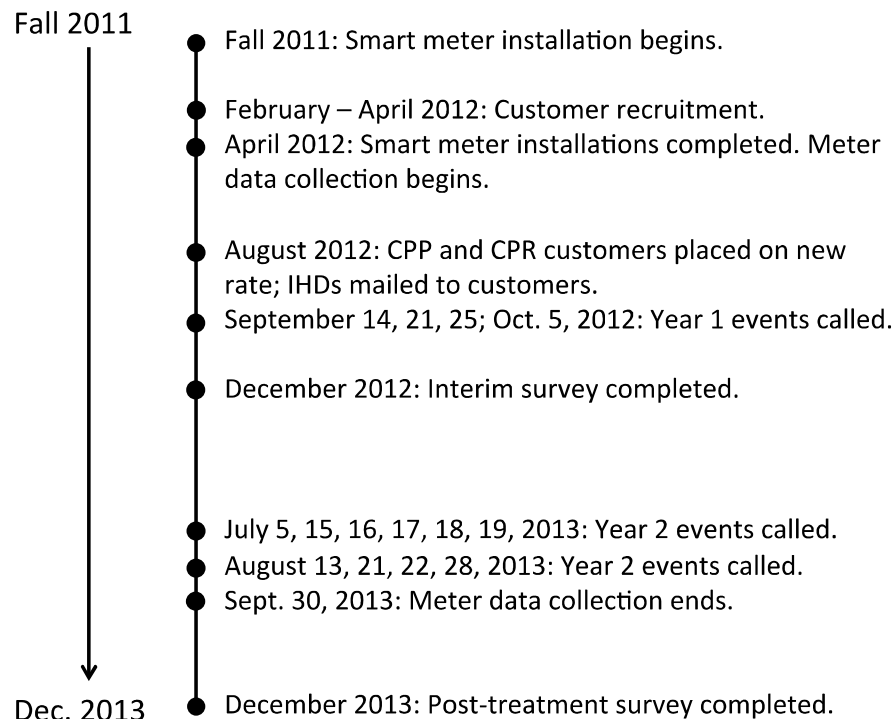 Fall 2011
Fall 2011: Smart meter installation begins.
February – April 2012: Customer recruitment.
April 2012: Smart meter installations completed. Meter
data collection begins.
August 2012: CPP and CPR customers placed on new
rate; IHDs mailed to customers.
September 14, 21, 25; Oct. 5, 2012: Year 1 events called.
December 2012: Interim survey completed.
July 5, 15, 16, 17, 18, 19, 2013: Year 2 events called.
August 13, 21, 22, 28, 2013: Year 2 events called.
Sept. 30, 2013: Meter data collection ends.
Dec. 2013
December 2013: Post-treatment survey completed.